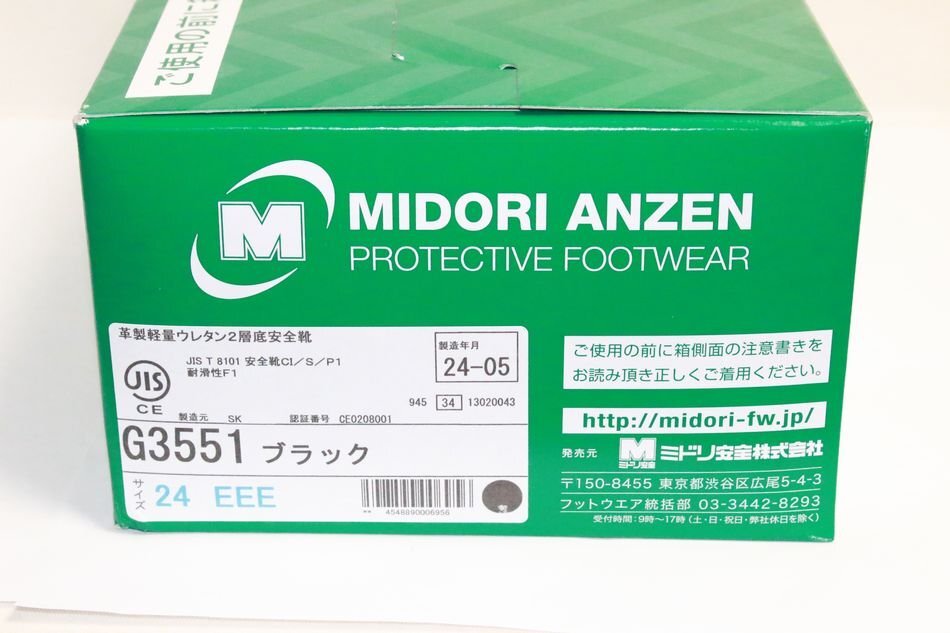 ご使用の前に
M
MIDORI ANZEN
PROTECTIVE FOOTWEAR
革製軽量ウレタン2層底安全靴
JIS
CE
JIS T 8101 安全靴CI/S/P1
耐滑性F1
製造年月
24-05
945 34 13020043
製造元 SK 認証番号 CE0208001
G3551 ブラック
サイズ 24 EEE
4548890006956
ご使用の前に箱側面の注意書きを
お読み頂き正しくご着用ください。
http://midori-fw.jp/
発売元 M ミドリ安全 ミドリ安全株式会社
〒150-8455 東京都渋谷区広尾5-4-3
フットウエア統括部 03-3442-8293
受付時間:9時~17時(土・日・祝日・弊社休日を除く)